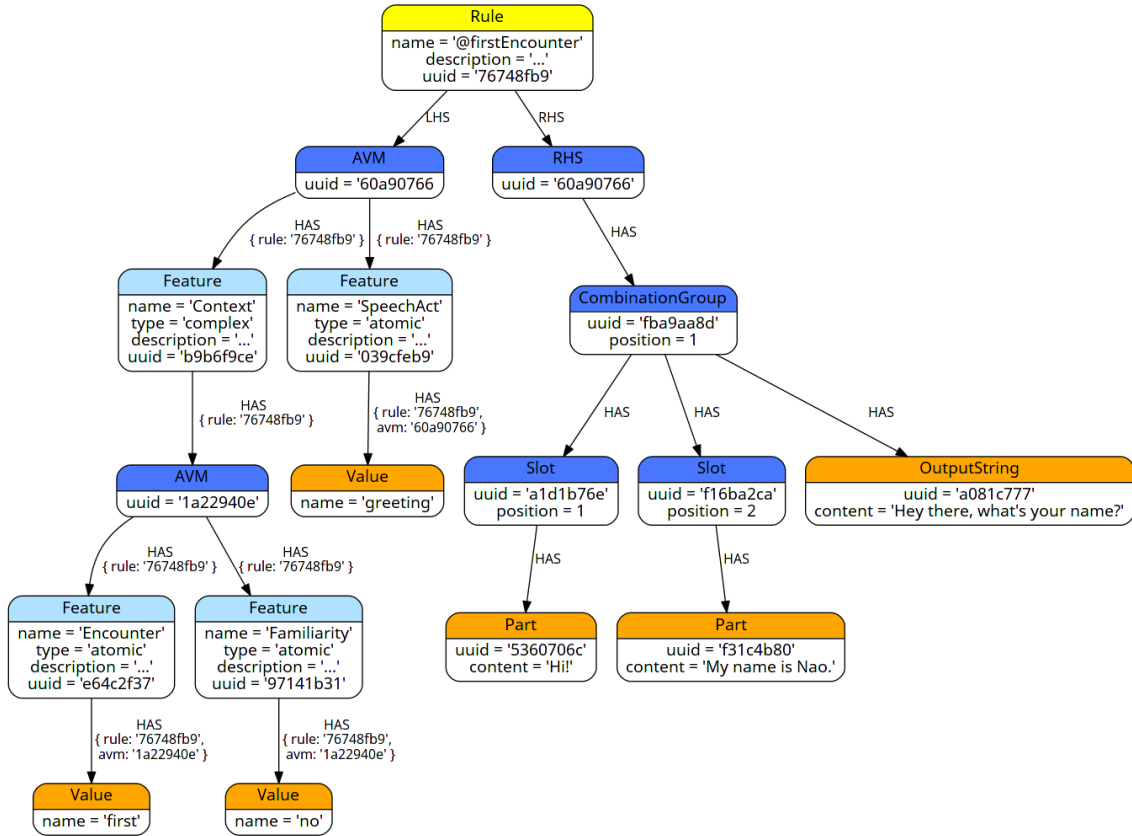 Rule
name = '@firstEncounter'
description = '...'
uuid = '76748fb9'
LHS
RHS
AVM
uuid = '60a90766
RHS
uuid = '60a90766'
HAS
{ rule: '76748fb9' }
HAS
{ rule: '76748fb9' }
HAS
Feature
name = 'Context'
type = 'complex'
description = '...'
uuid = 'b9b6f9ce'
Feature
name = 'SpeechAct'
type = 'atomic'
description = '...'
uuid = '039cfeb9'
CombinationGroup
uuid = 'fba9aa8d'
position = 1
HAS
{ rule: '76748fb9' }
HAS
{ rule: '76748fb9',
avm: '60a90766' }
HAS
HAS
HAS
AVM
uuid = '1a22940e'
Value
name = 'greeting'
Slot
uuid = 'a1d1b76e'
position = 1
Slot
uuid = 'f16ba2ca'
position = 2
OutputString
uuid = 'a081c777'
content = 'Hey there, what's your name?'
HAS
{ rule: '76748fb9' }
HAS
{ rule: '76748fb9' }
HAS
HAS
Feature
name = 'Encounter'
type = 'atomic'
description = '...'
uuid = 'e64c2f37'
Feature
name = 'Familiarity'
type = 'atomic'
description = '...'
uuid = '97141b31'
Part
uuid = '5360706c'
content = 'Hi!'
Part
uuid = 'f31c4b80'
content = 'My name is Nao.'
HAS
{ rule: '76748fb9',
avm: '1a22940e' }
HAS
{ rule: '76748fb9',
avm: '1a22940e' }
Value
name = 'first'
Value
name = 'no'